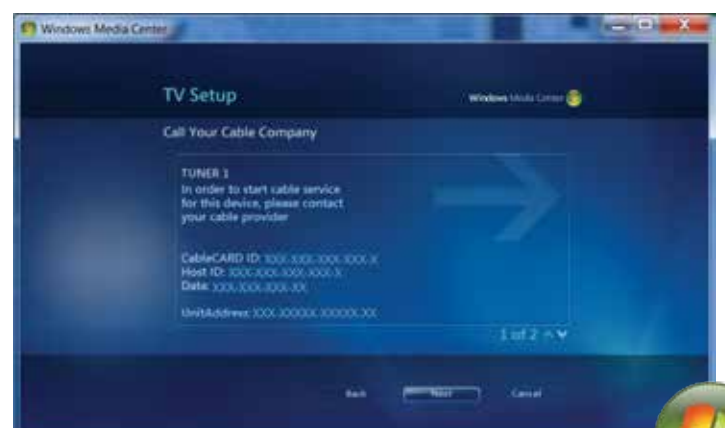 Windows Media Center
TV Setup
Windows Media Center
Call Your Cable Company
TUNER 1
In order to start cable service
for this device, please contact
your cable provider
CableCARD ID: XXX-XXX-XXX-XXX-X
Host ID: XXX-XXX-XXX-XXX-X
Data: XXX-XXX-XXX-XX
UnitAddress: XXX-XXXXX-XXXXX-XX
1 of 2
Back Next Cancel